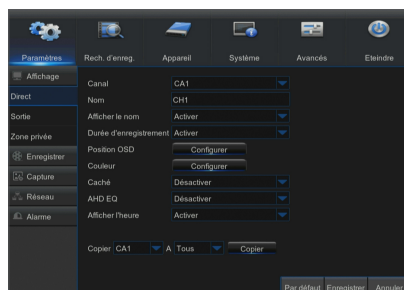 Paramètres Rech. d'enreg. Appareil Système Avancés Eteindre
Affichage
Direct
Sortie
Zone privée
Enregistrer
Capture
Réseau
Alarme
Canal CA1
Nom CH1
Afficher le nom Activer
Durée d'enregistrement Activer
Position OSD Configurer
Couleur Configurer
Caché Désactiver
AHD EQ Désactiver
Afficher l'heure Activer
Copier CA1 A Tous Copier
Par défaut Enregistrer Annuler